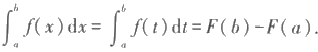 ∫_a^b f(x)dx = ∫_a^b f(t)dt = F(b) − F(a).